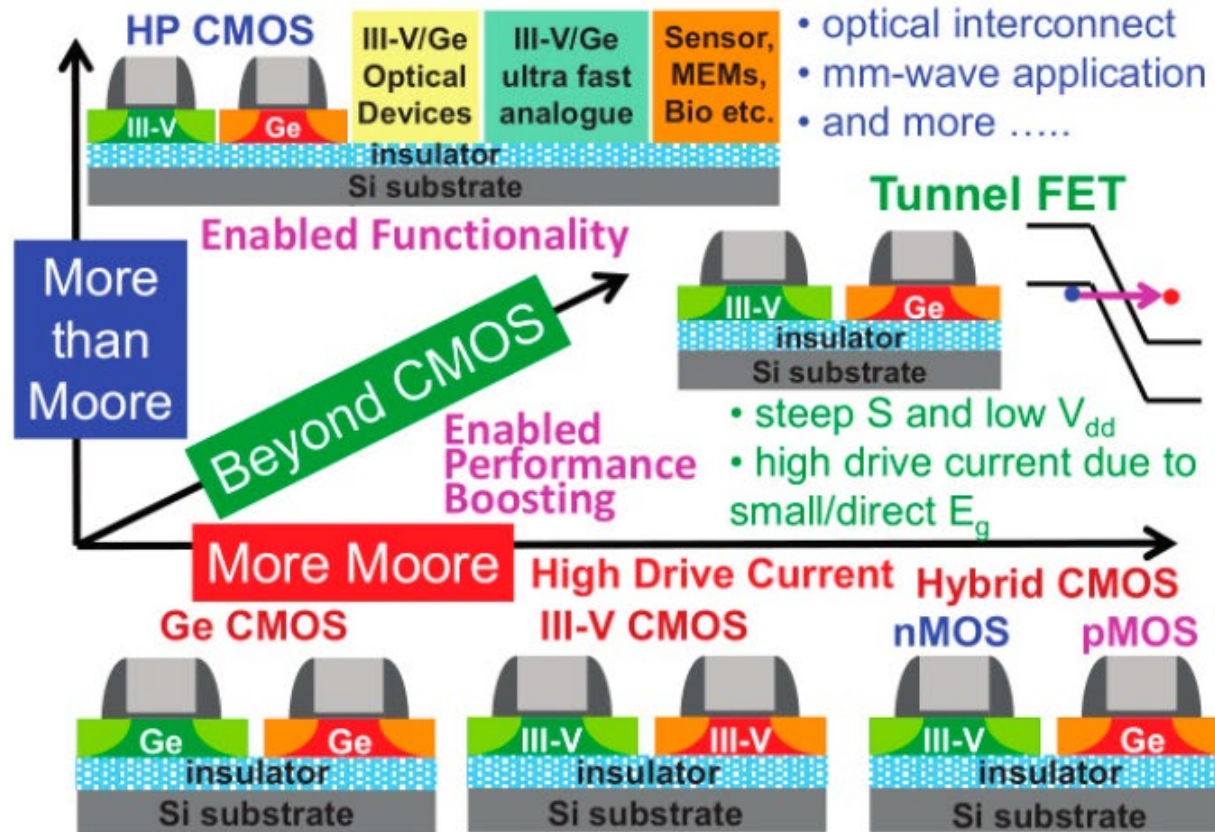 HP CMOS
III-V
Ge
III-V/Ge
Optical
Devices
III-V/Ge
ultra fast
analogue
Sensor,
MEMs,
Bio etc.
insulator
Si substrate
• optical interconnect
• mm-wave application
• and more .....
Enabled Functionality
Tunnel FET
III-V
Ge
insulator
Si substrate
• steep S and low Vdd
• high drive current due to
small/direct Eg
More
than
Moore
Beyond CMOS
Enabled
Performance
Boosting
More Moore
High Drive Current
Ge CMOS
Ge
Ge
insulator
Si substrate
III-V CMOS
III-V
III-V
insulator
Si substrate
Hybrid CMOS
nMOS
pMOS
III-V
Ge
insulator
Si substrate